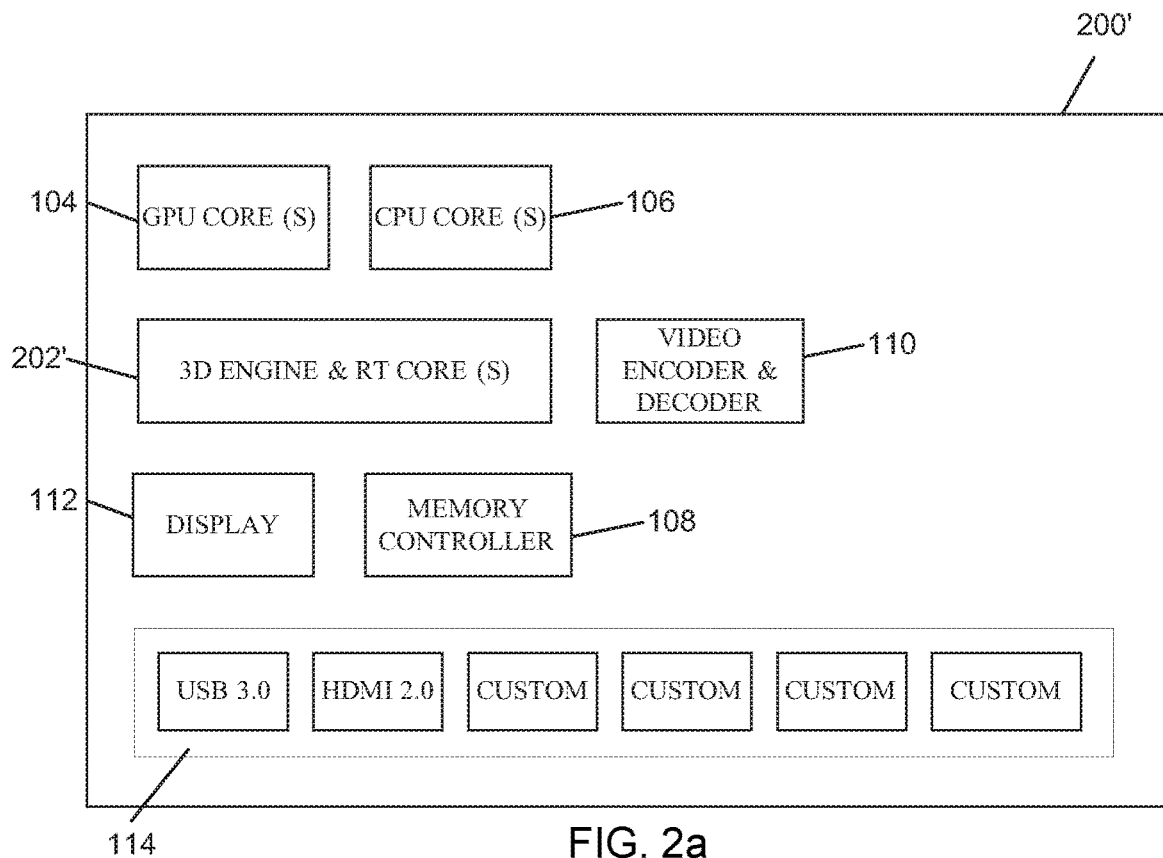 200'
104
GPU CORE (S)
CPU CORE (S)
106
202'
3D ENGINE & RT CORE (S)
VIDEO
ENCODER &
DECODER
110
112
DISPLAY
MEMORY
CONTROLLER
108
USB 3.0
HDMI 2.0
CUSTOM
CUSTOM
CUSTOM
CUSTOM
114
FIG. 2a